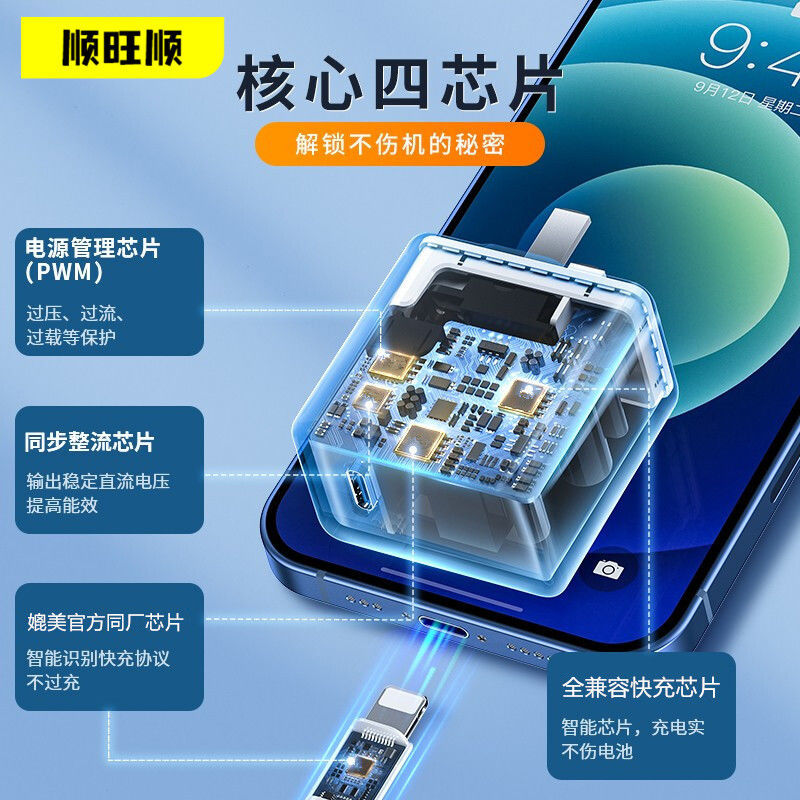 顺旺顺
核心四芯片
解锁不伤机的秘密
9:4
9月12日 星期二
电源管理芯片
(PWM)
过压、过流、
过载等保护
同步整流芯片
输出稳定直流电压
提高能效
媲美官方同厂芯片
智能识别快充协议
不过充
全兼容快充芯片
智能芯片，充电实
不伤电池